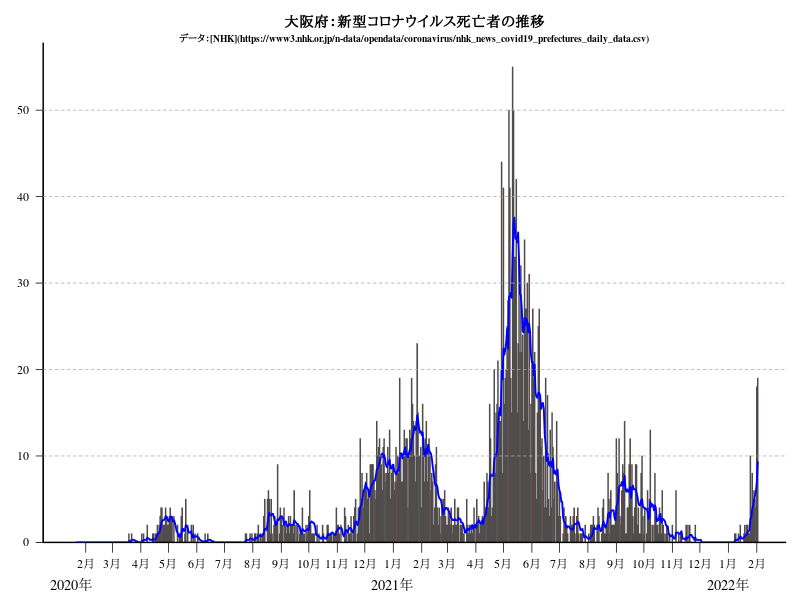 大阪府：新型コロナウイルス死亡者の推移
データ：[NHK](https://www3.nhk.or.jp/n-data/opendata/coronavirus/nhk_news_covid19_prefectures_daily_data.csv)
50
40
30
20
10
0
2月 3月 4月 5月 6月 7月 8月 9月 10月 11月 12月 1月 2月 3月 4月 5月 6月 7月 8月 9月 10月 11月 12月 1月 2月
2020年 2021年 2022年